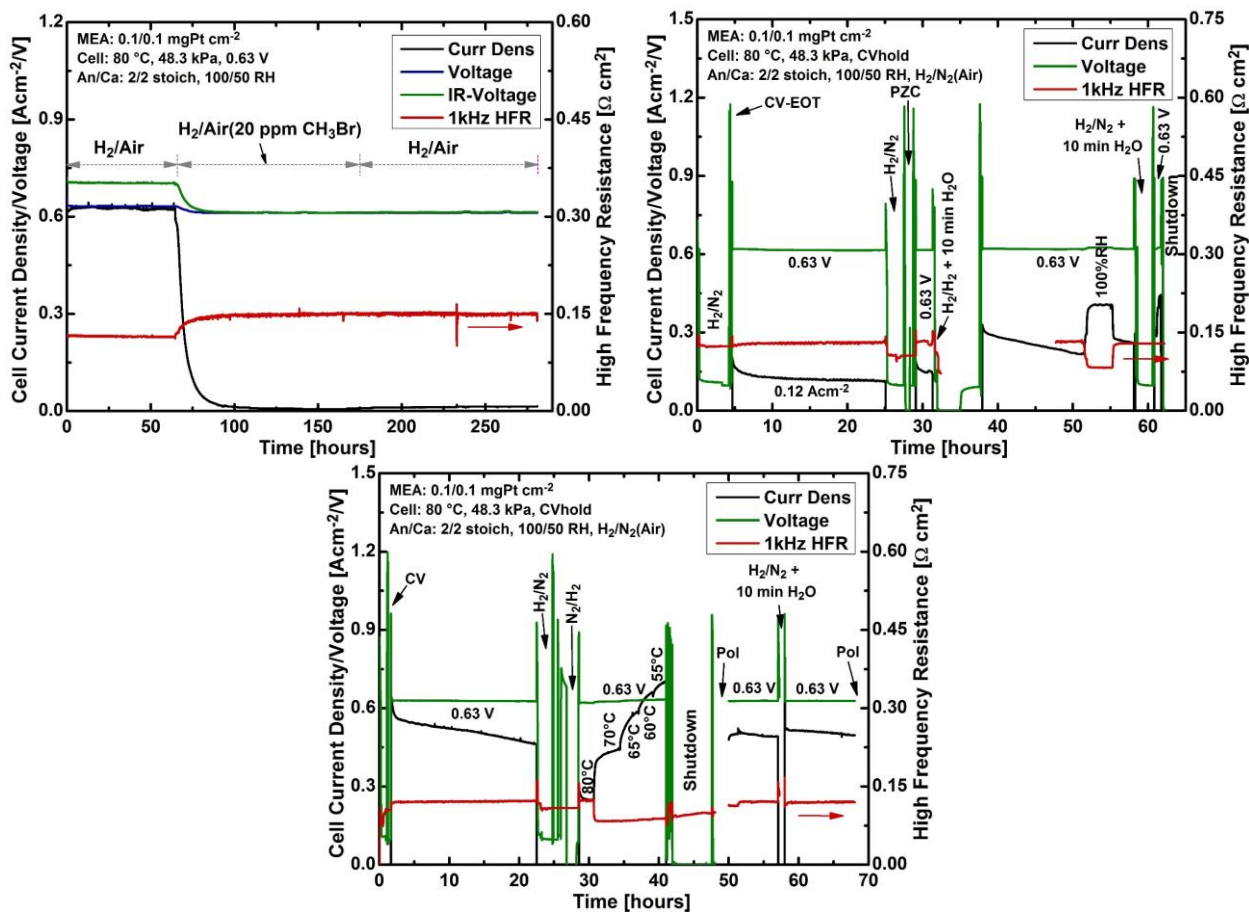 MEA: 0.1/0.1 mgPt cm⁻²
Cell: 80 °C, 48.3 kPa, 0.63 V
An/Ca: 2/2 stoich, 100/50 RH
Curr Dens
Voltage
IR-Voltage
1kHz HFR
H₂/Air(20 ppm CH₃Br)
H₂/Air
H₂/Air
Cell Current Density/Voltage [Acm⁻²/V]
1.5
1.2
0.9
0.6
0.3
0.0
High Frequency Resistance [Ω cm²]
0.60
0.45
0.30
0.15
0.00
0 50 100 150 200 250
Time [hours]
MEA: 0.1/0.1 mgPt cm⁻²
Cell: 80 °C, 48.3 kPa, CVhold
An/Ca: 2/2 stoich, 100/50 RH, H₂/N₂(Air)
Curr Dens
Voltage
1kHz HFR
CV-EOT
PZC
H₂/N₂
H₂/N₂
0.63 V
0.12 Acm⁻²
0.63 V
H₂/H₂ + 10 min H₂O
0.63 V
100%RH
H₂/N₂ +
10 min H₂O
0.63 V
Shutdown
Cell Current Density/Voltage [Acm⁻²/V]
1.5
1.2
0.9
0.6
0.3
0.0
High Frequency Resistance [Ω cm²]
0.75
0.60
0.45
0.30
0.15
0.00
0 10 20 30 40 50 60
Time [hours]
MEA: 0.1/0.1 mgPt cm⁻²
Cell: 80 °C, 48.3 kPa, CVhold
An/Ca: 2/2 stoich, 100/50 RH, H₂/N₂(Air)
Curr Dens
Voltage
1kHz HFR
CV
0.63 V
H₂/N₂
N₂/H₂
0.63 V
80°C
70°C
65°C
60°C
55°C
Shutdown
Pol
H₂/N₂ +
10 min H₂O
0.63 V
0.63 V
Pol
Cell Current Density/Voltage [Acm⁻²/V]
1.5
1.2
0.9
0.6
0.3
0.0
High Frequency Resistance [Ω cm²]
0.75
0.60
0.45
0.30
0.15
0.00
0 10 20 30 40 50 60 70
Time [hours]